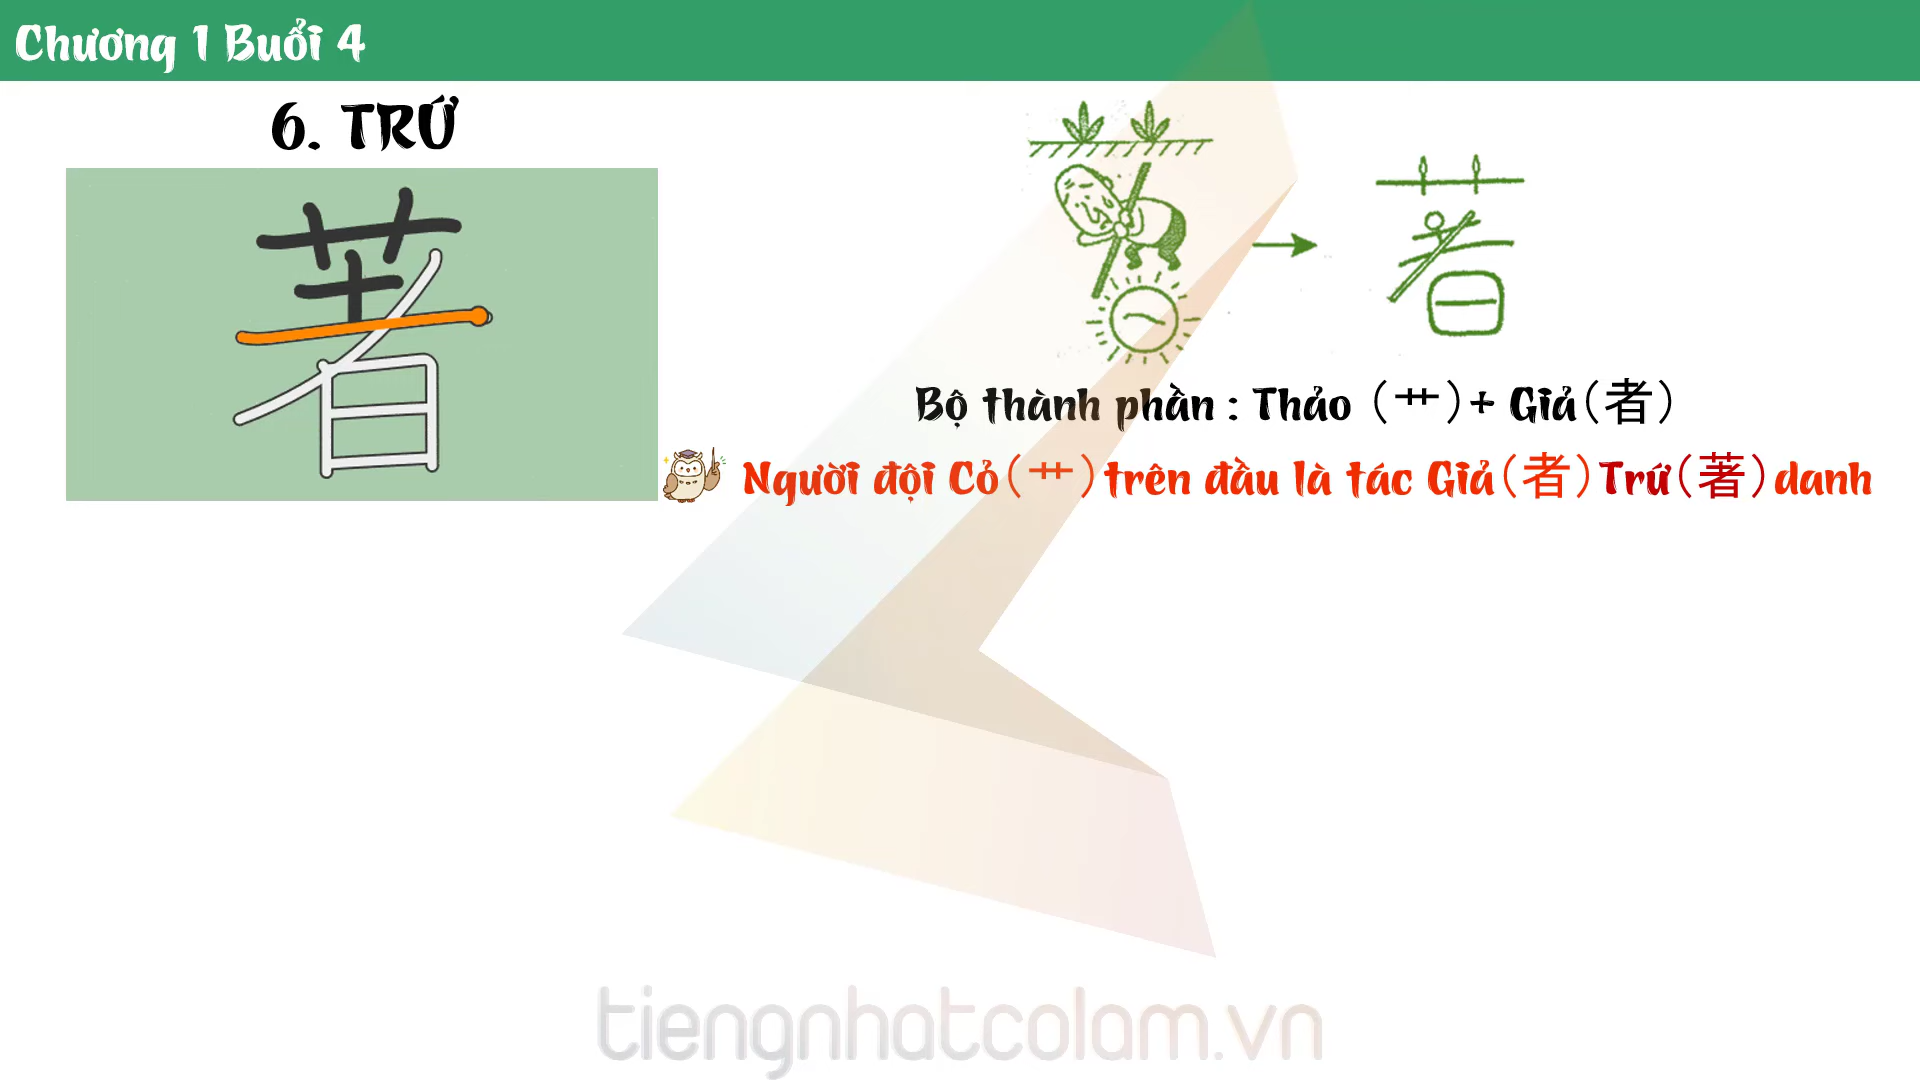 Chương 1 Buổi 4
6. TRỨ
著
著
Bộ thành phần : Thảo (艹)+ Giả(者)
Người đội Cỏ(艹)trên đầu là tác Giả(者)Trứ(著)danh
tiengnhatcolam.vn